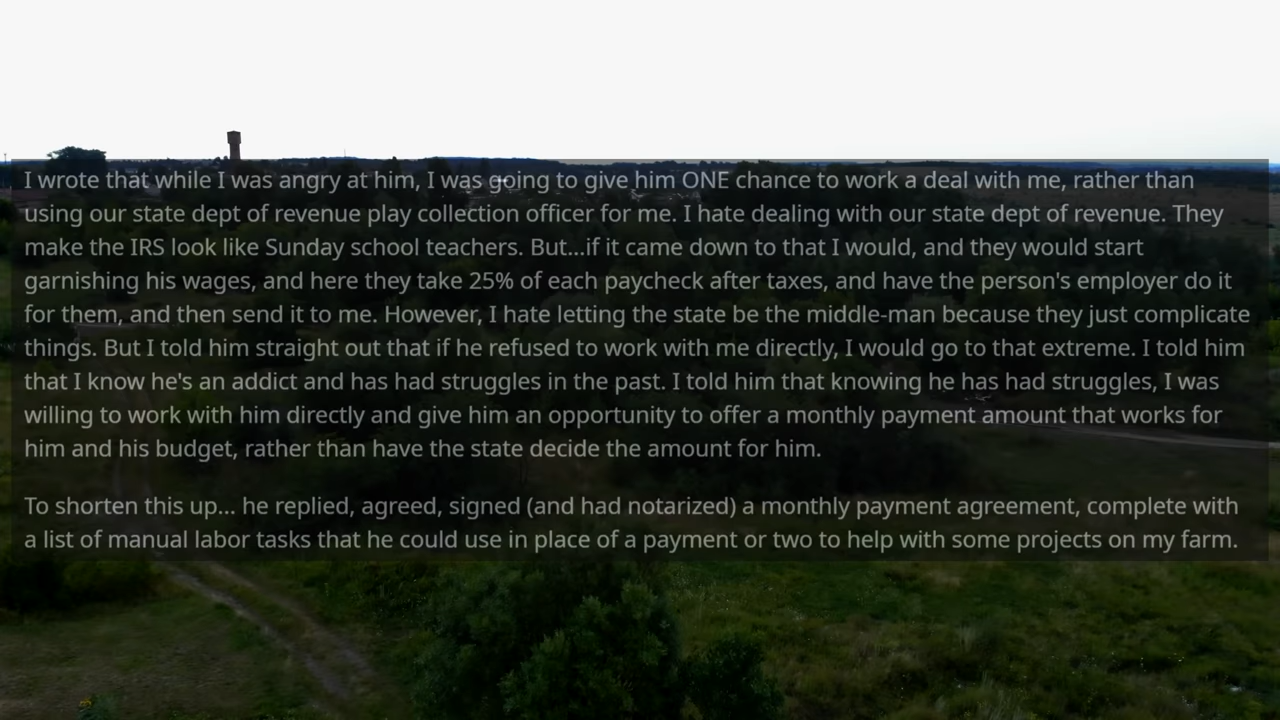 I wrote that while I was angry at him, I was going to give him ONE chance to work a deal with me, rather than
using our state dept of revenue play collection officer for me. I hate dealing with our state dept of revenue. They
make the IRS look like Sunday school teachers. But...if it came down to that I would, and they would start
garnishing his wages, and here they take 25% of each paycheck after taxes, and have the person's employer do it
for them, and then send it to me. However, I hate letting the state be the middle-man because they just complicate
things. But I told him straight out that if he refused to work with me directly, I would go to that extreme. I told him
that I know he's an addict and has had struggles in the past. I told him that knowing he has had struggles, I was
willing to work with him directly and give him an opportunity to offer a monthly payment amount that works for
him and his budget, rather than have the state decide the amount for him.
To shorten this up... he replied, agreed, signed (and had notarized) a monthly payment agreement, complete with
a list of manual labor tasks that he could use in place of a payment or two to help with some projects on my farm.